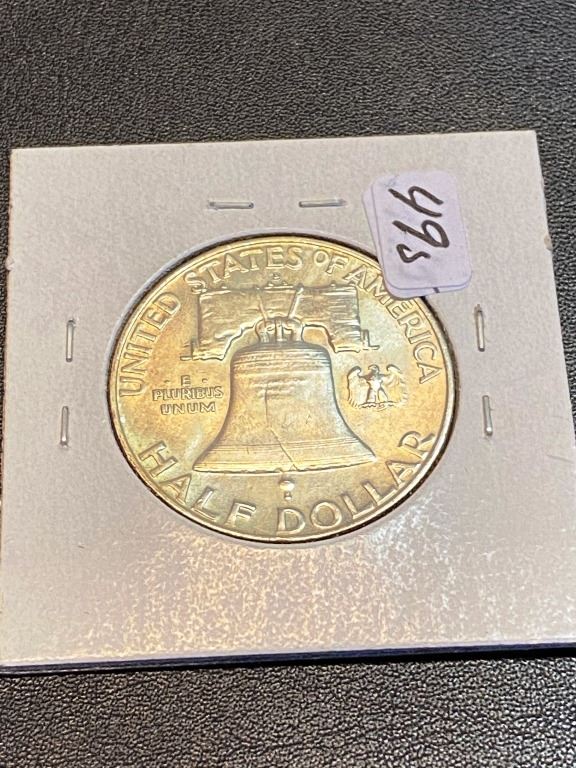 49s
UNITED STATES OF AMERICA
E
PLURIBUS
UNUM
HALF DOLLAR